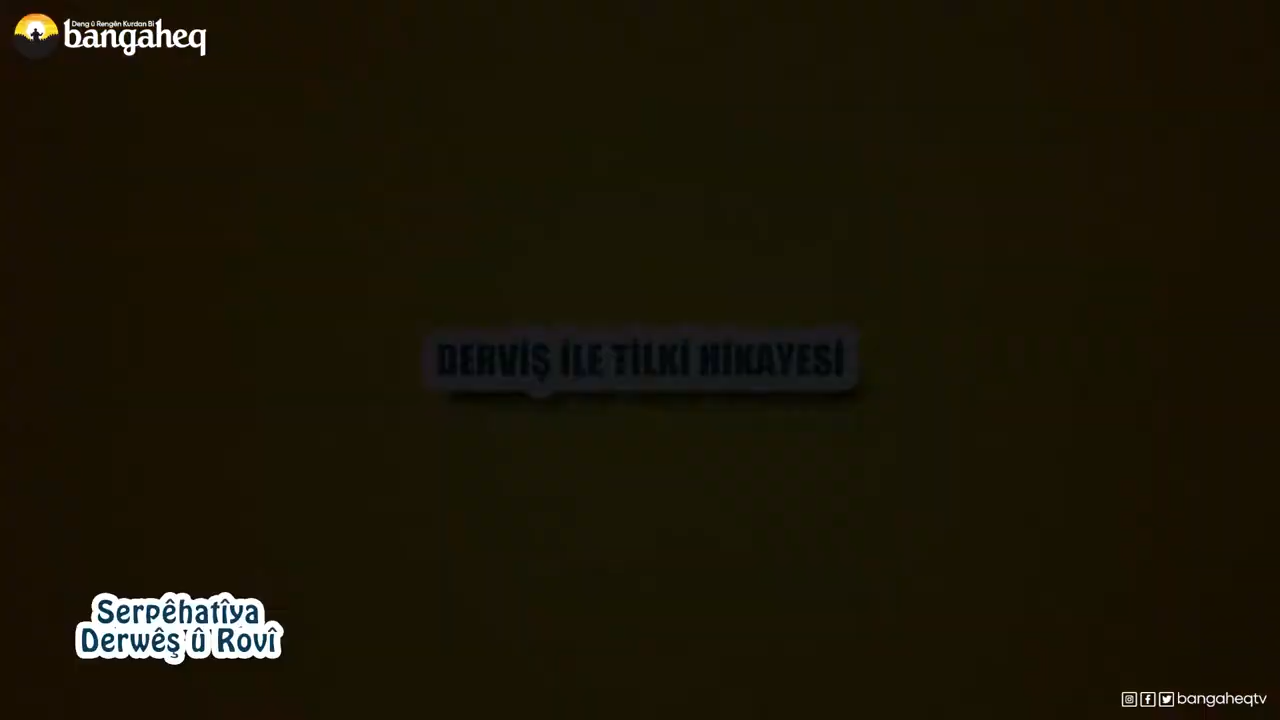 Deng û Rengên Kurdan Bi
bangaheq
DERVİŞ İLE TİLKİ HİKAYESİ
Serpêhatîya
Derwêş û Rovî
bangaheqtv